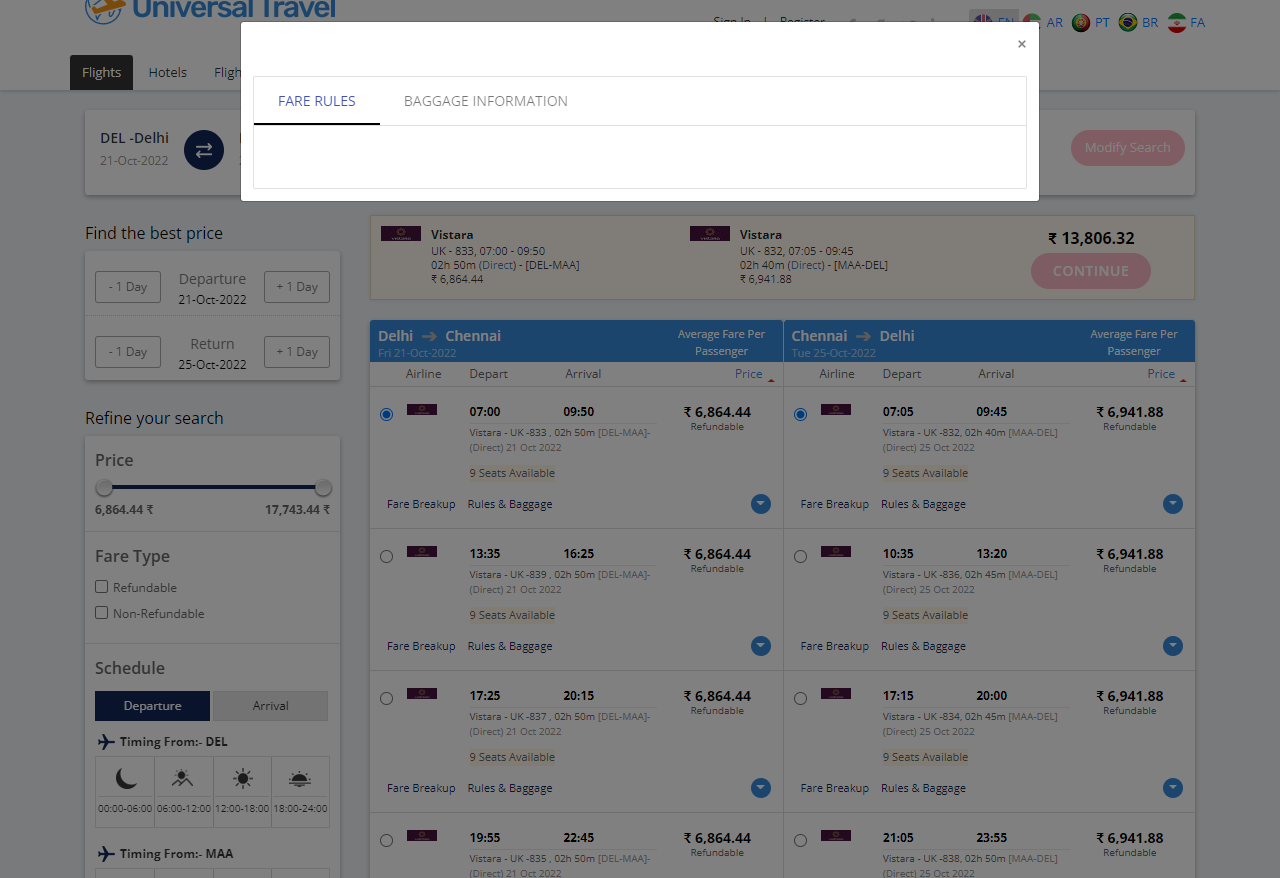 Universal Travel
Sign In | Register
EN AR PT BR FA
×
Flights Hotels Fligh
FARE RULES BAGGAGE INFORMATION
DEL -Delhi
21-Oct-2022
Modify Search
Find the best price
- 1 Day Departure + 1 Day
21-Oct-2022
- 1 Day Return + 1 Day
25-Oct-2022
Refine your search
Price
6,864.44 ₹ 17,743.44 ₹
Fare Type
Refundable
Non-Refundable
Schedule
Departure Arrival
Timing From:- DEL
00:00-06:00 06:00-12:00 12:00-18:00 18:00-24:00
Timing From:- MAA
Vistara
UK - 833, 07:00 - 09:50
02h 50m (Direct) - [DEL-MAA]
₹ 6,864.44
Vistara
UK - 832, 07:05 - 09:45
02h 40m (Direct) - [MAA-DEL]
₹ 6,941.88
₹ 13,806.32
CONTINUE
Delhi Chennai
Fri 21-Oct-2022
Average Fare Per
Passenger
Airline Depart Arrival Price
07:00 09:50 ₹ 6,864.44
Refundable
Vistara - UK -833 , 02h 50m [DEL-MAA]-
(Direct) 21 Oct 2022
9 Seats Available
Fare Breakup Rules & Baggage
13:35 16:25 ₹ 6,864.44
Refundable
Vistara - UK -839 , 02h 50m [DEL-MAA]-
(Direct) 21 Oct 2022
9 Seats Available
Fare Breakup Rules & Baggage
17:25 20:15 ₹ 6,864.44
Refundable
Vistara - UK -837 , 02h 50m [DEL-MAA]-
(Direct) 21 Oct 2022
9 Seats Available
Fare Breakup Rules & Baggage
19:55 22:45 ₹ 6,864.44
Refundable
Vistara - UK -835 , 02h 50m [DEL-MAA]-
(Direct) 21 Oct 2022
Chennai Delhi
Tue 25-Oct-2022
Average Fare Per
Passenger
Airline Depart Arrival Price
07:05 09:45 ₹ 6,941.88
Refundable
Vistara - UK -832, 02h 40m [MAA-DEL]
(Direct) 25 Oct 2022
9 Seats Available
Fare Breakup Rules & Baggage
10:35 13:20 ₹ 6,941.88
Refundable
Vistara - UK -836, 02h 45m [MAA-DEL]
(Direct) 25 Oct 2022
9 Seats Available
Fare Breakup Rules & Baggage
17:15 20:00 ₹ 6,941.88
Refundable
Vistara - UK -834, 02h 45m [MAA-DEL]
(Direct) 25 Oct 2022
9 Seats Available
Fare Breakup Rules & Baggage
21:05 23:55 ₹ 6,941.88
Refundable
Vistara - UK -838, 02h 50m [MAA-DEL]
(Direct) 25 Oct 2022